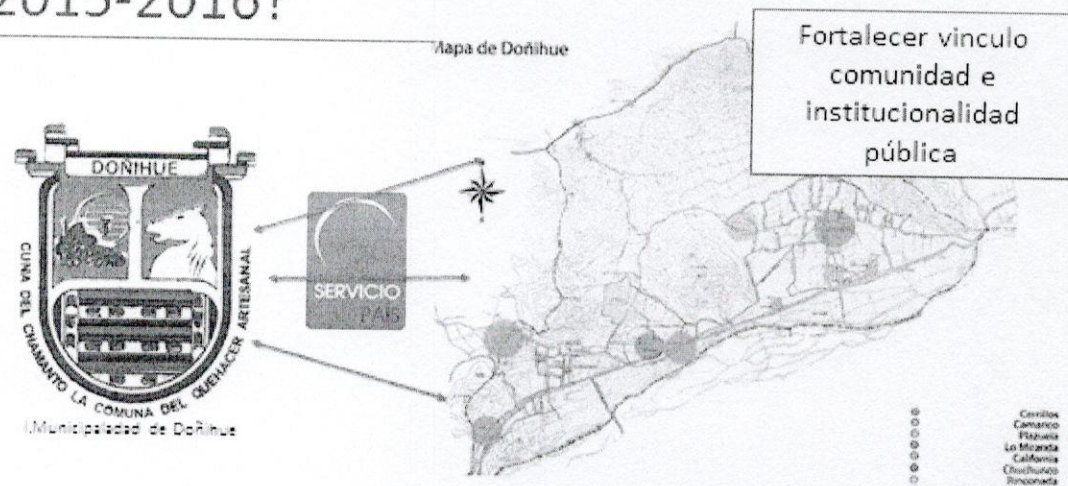 2015-2016?
Mapa de Doñihue
Fortalecer vinculo
comunidad e
institucionalidad
pública
DOÑIHUE
CUNA DEL CHAMANTO LA COMUNA DEL QUEHACER ARTESANAL
I.Municipalidad de Doñihue
SERVICIO
PAIS
Cerrillos
Camarico
Plazuela
Lo Miranda
California
Chuchunco
Rinconada